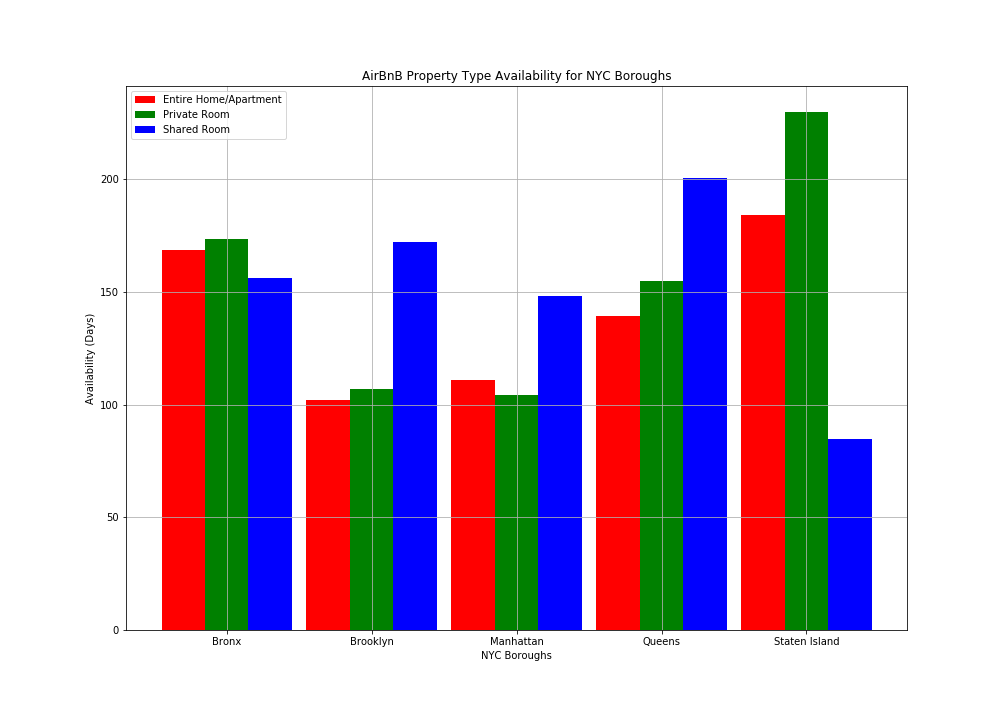 AirBnB Property Type Availability for NYC Boroughs
Entire Home/Apartment
Private Room
Shared Room
Availability (Days)
200
150
100
50
0
Bronx
Brooklyn
Manhattan
Queens
Staten Island
NYC Boroughs